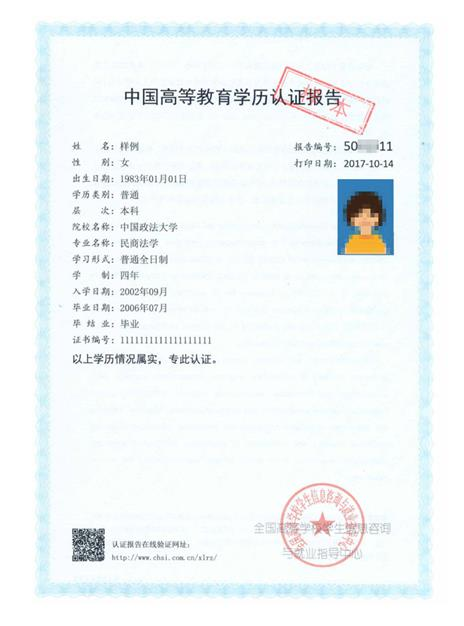 中国高等教育学历认证报告
样本
姓 名：样例
报告编号：50 11
性 别：女
打印日期：2017-10-14
出生日期：1983年01月01日
学历类别：普通
层 次：本科
院校名称：中国政法大学
专业名称：民商法学
学习形式：普通全日制
学 制：四年
入学日期：2002年09月
毕业日期：2006年07月
毕 结 业：毕业
证书编号：111111111111111111
以上学历情况属实，专此认证。
全国高等学校学生信息咨询
与就业指导中心
认证报告在线验证网址：
http://www.chsi.com.cn/xlrz/